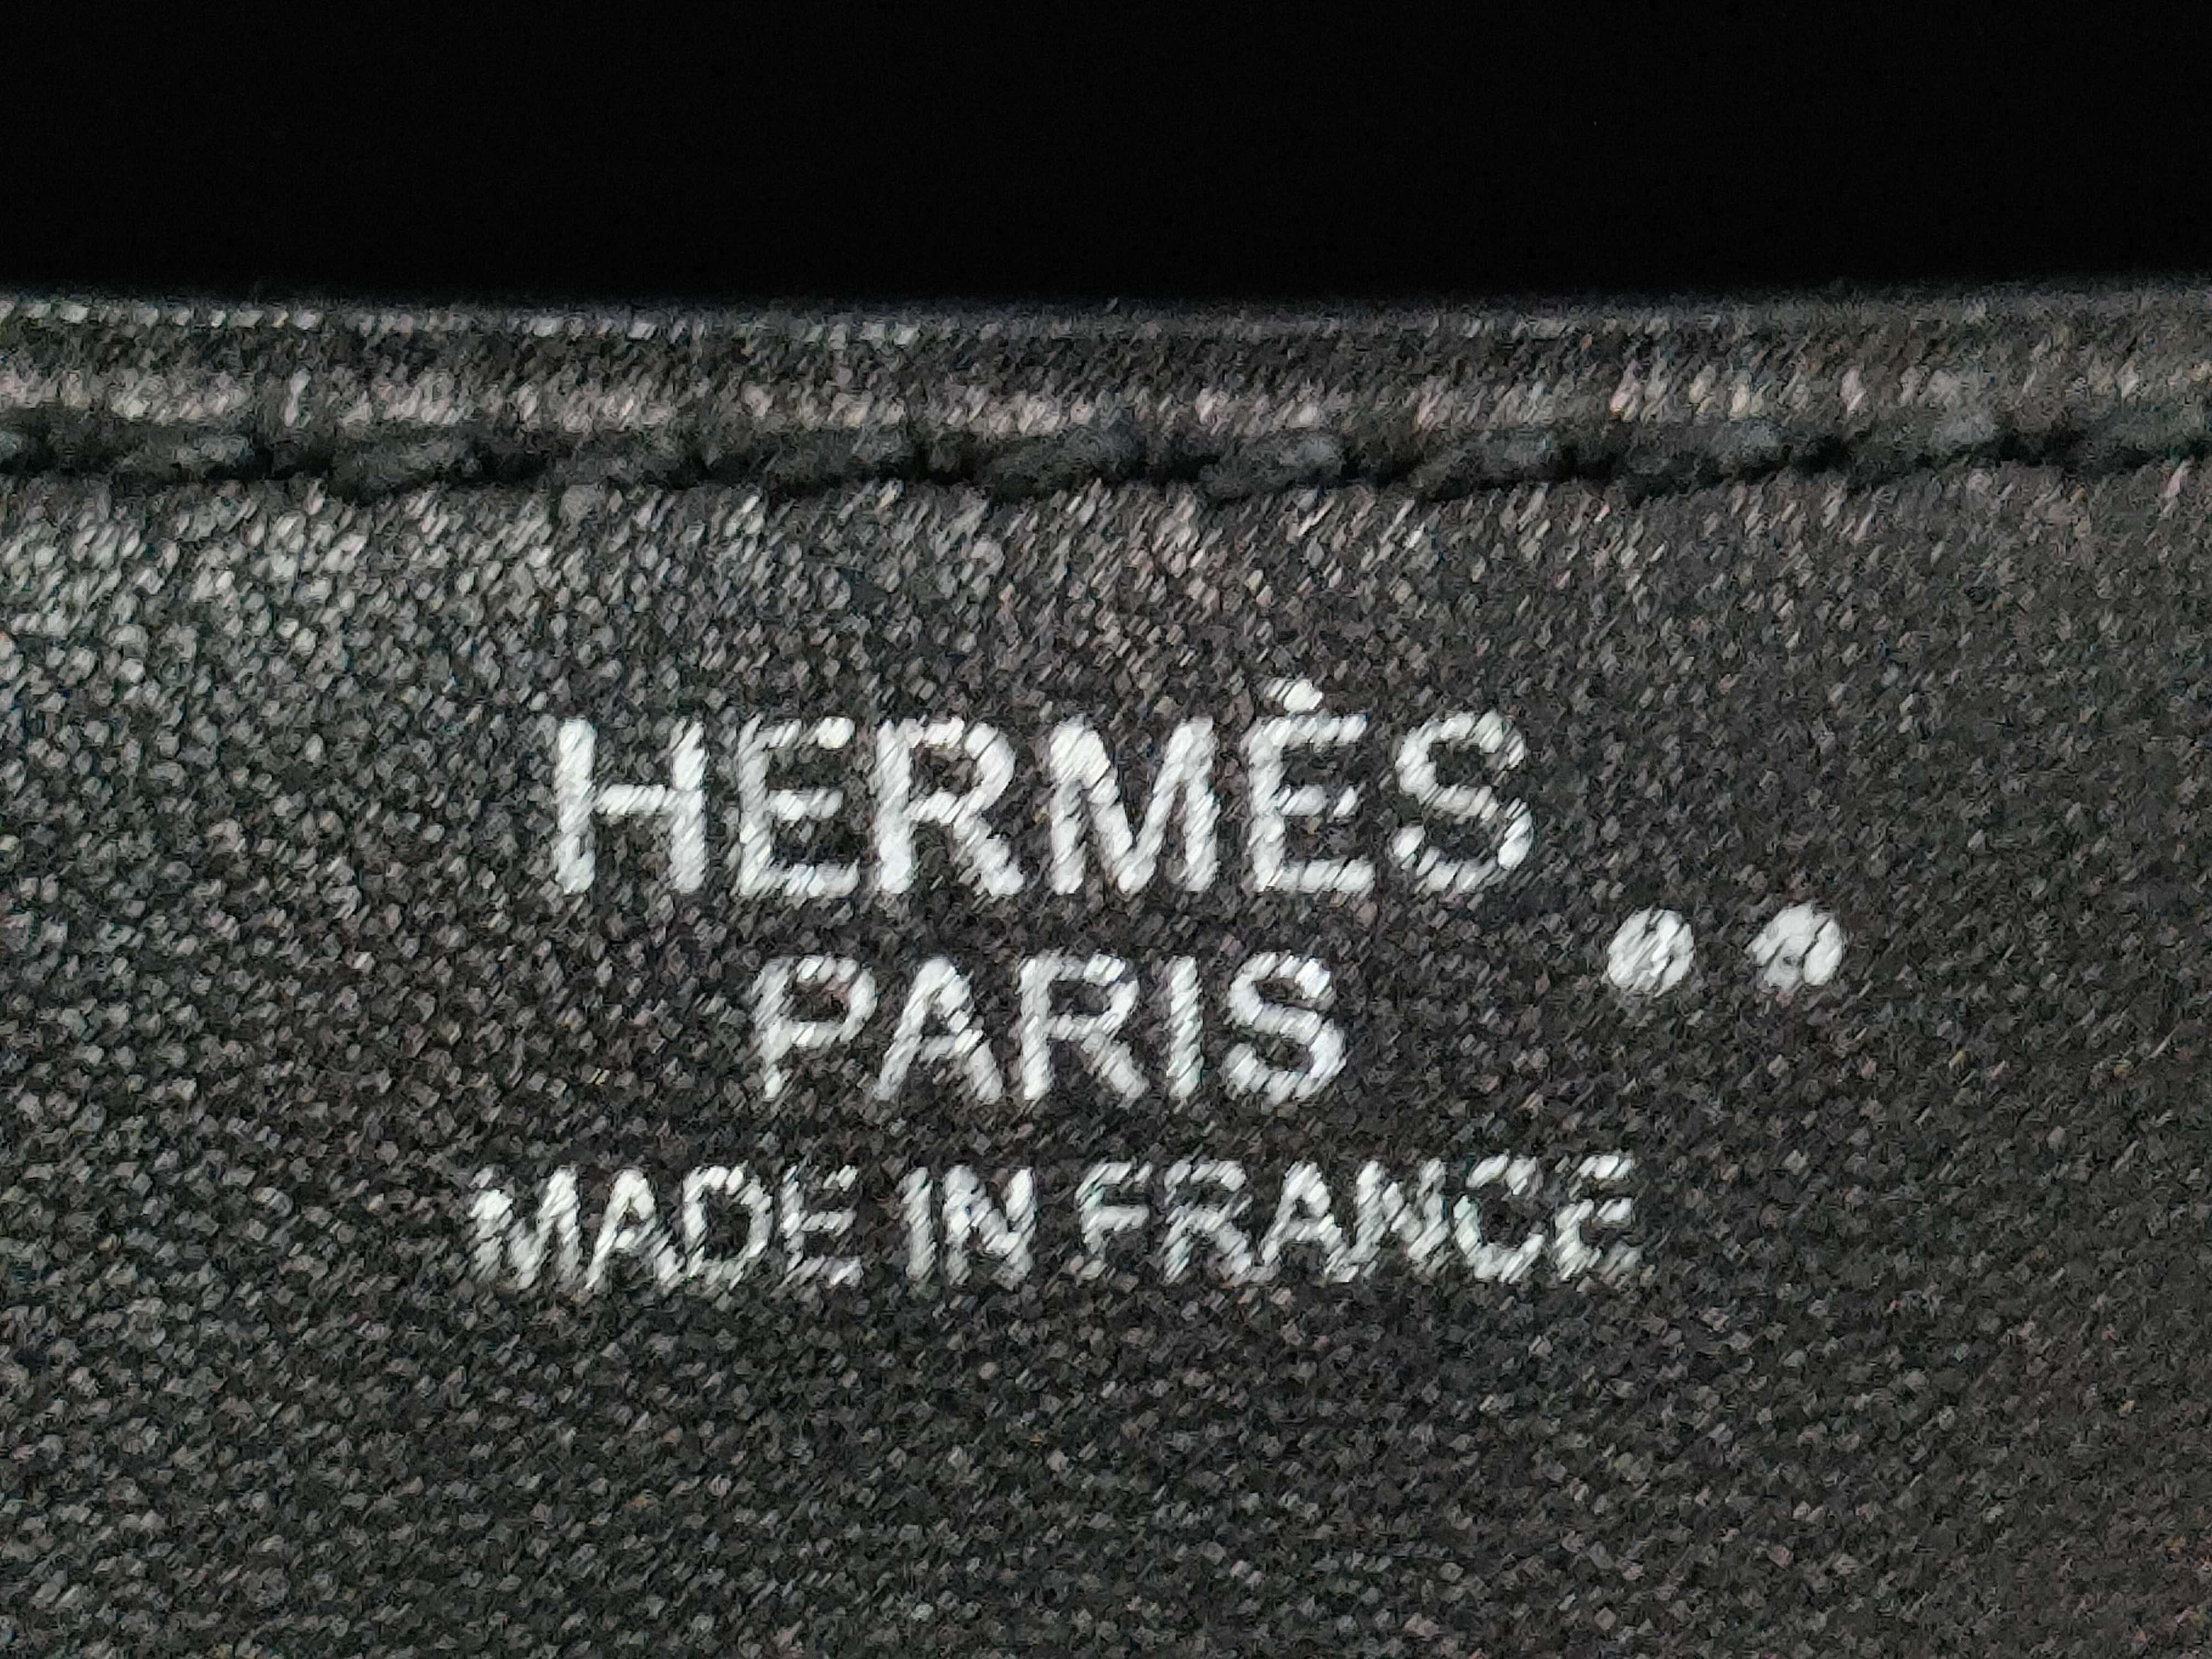 HERMÈS
PARIS ••
MADE IN FRANCE